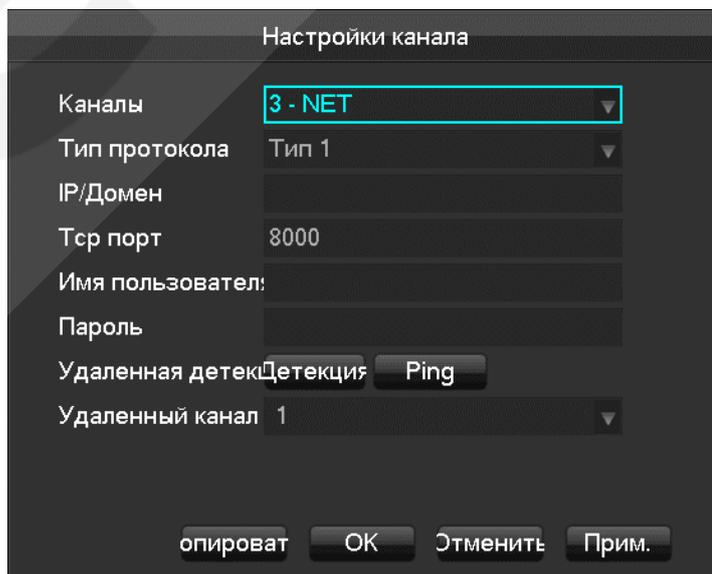 Настройки канала
Каналы 3 - NET
Тип протокола Тип 1
IP/Домен
Tcp порт 8000
Имя пользовател
Пароль
Удаленная детек Детекция Ping
Удаленный канал 1
опироват OK Отменить Прим.